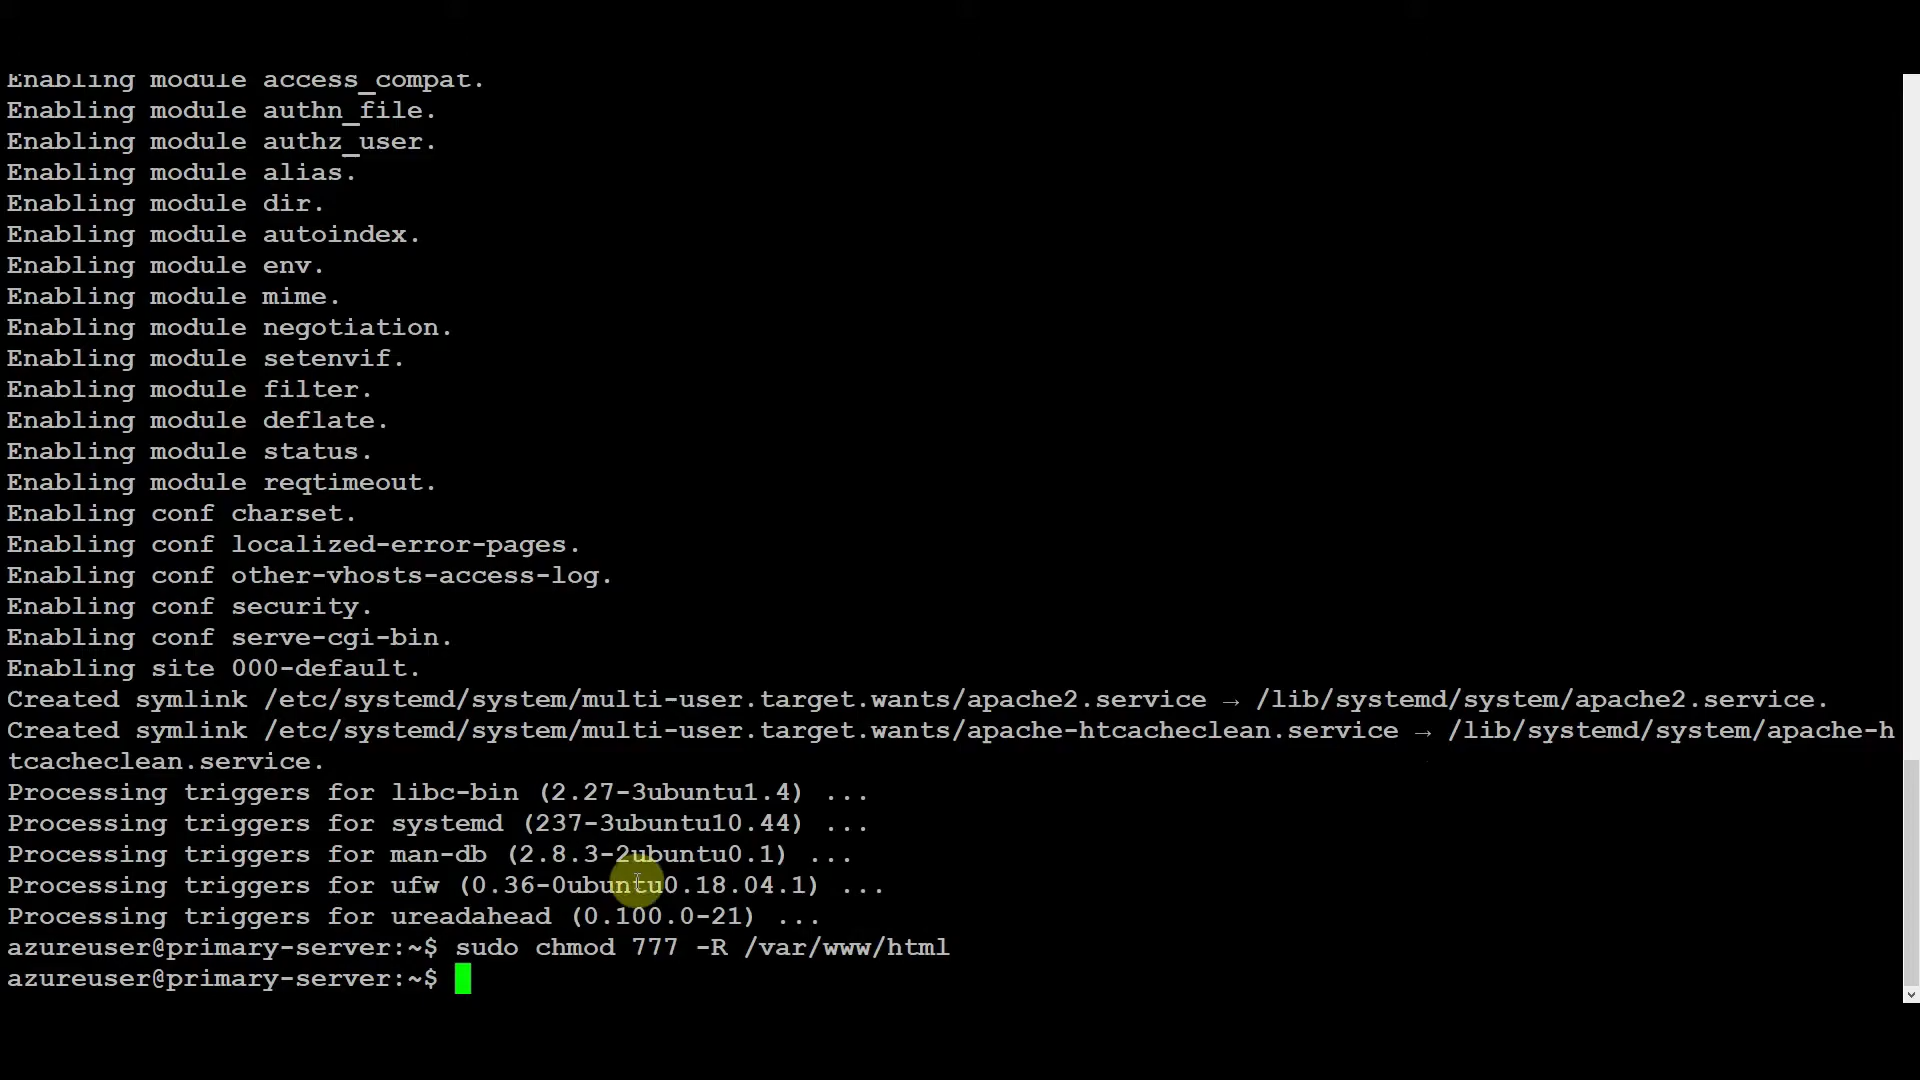 Enabling module access_compat.
Enabling module authn_file.
Enabling module authz_user.
Enabling module alias.
Enabling module dir.
Enabling module autoindex.
Enabling module env.
Enabling module mime.
Enabling module negotiation.
Enabling module setenvif.
Enabling module filter.
Enabling module deflate.
Enabling module status.
Enabling module reqtimeout.
Enabling conf charset.
Enabling conf localized-error-pages.
Enabling conf other-vhosts-access-log.
Enabling conf security.
Enabling conf serve-cgi-bin.
Enabling site 000-default.
Created symlink /etc/systemd/system/multi-user.target.wants/apache2.service → /lib/systemd/system/apache2.service.
Created symlink /etc/systemd/system/multi-user.target.wants/apache-htcacheclean.service → /lib/systemd/system/apache-h
tcacheclean.service.
Processing triggers for libc-bin (2.27-3ubuntu1.4) ...
Processing triggers for systemd (237-3ubuntu10.44) ...
Processing triggers for man-db (2.8.3-2ubuntu0.1) ...
Processing triggers for ufw (0.36-0ubuntu0.18.04.1) ...
Processing triggers for ureadahead (0.100.0-21) ...
azureuser@primary-server:~$ sudo chmod 777 -R /var/www/html
azureuser@primary-server:~$